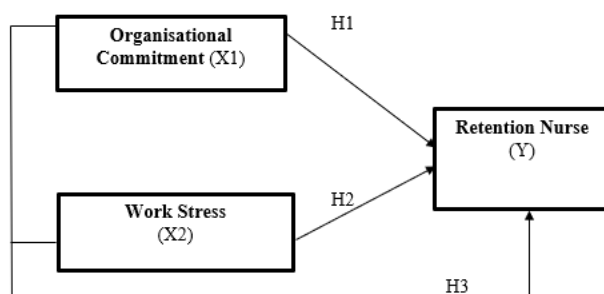 Organisational
Commitment (X1)
H1
Retention Nurse
(Y)
Work Stress
(X2)
H2
H3